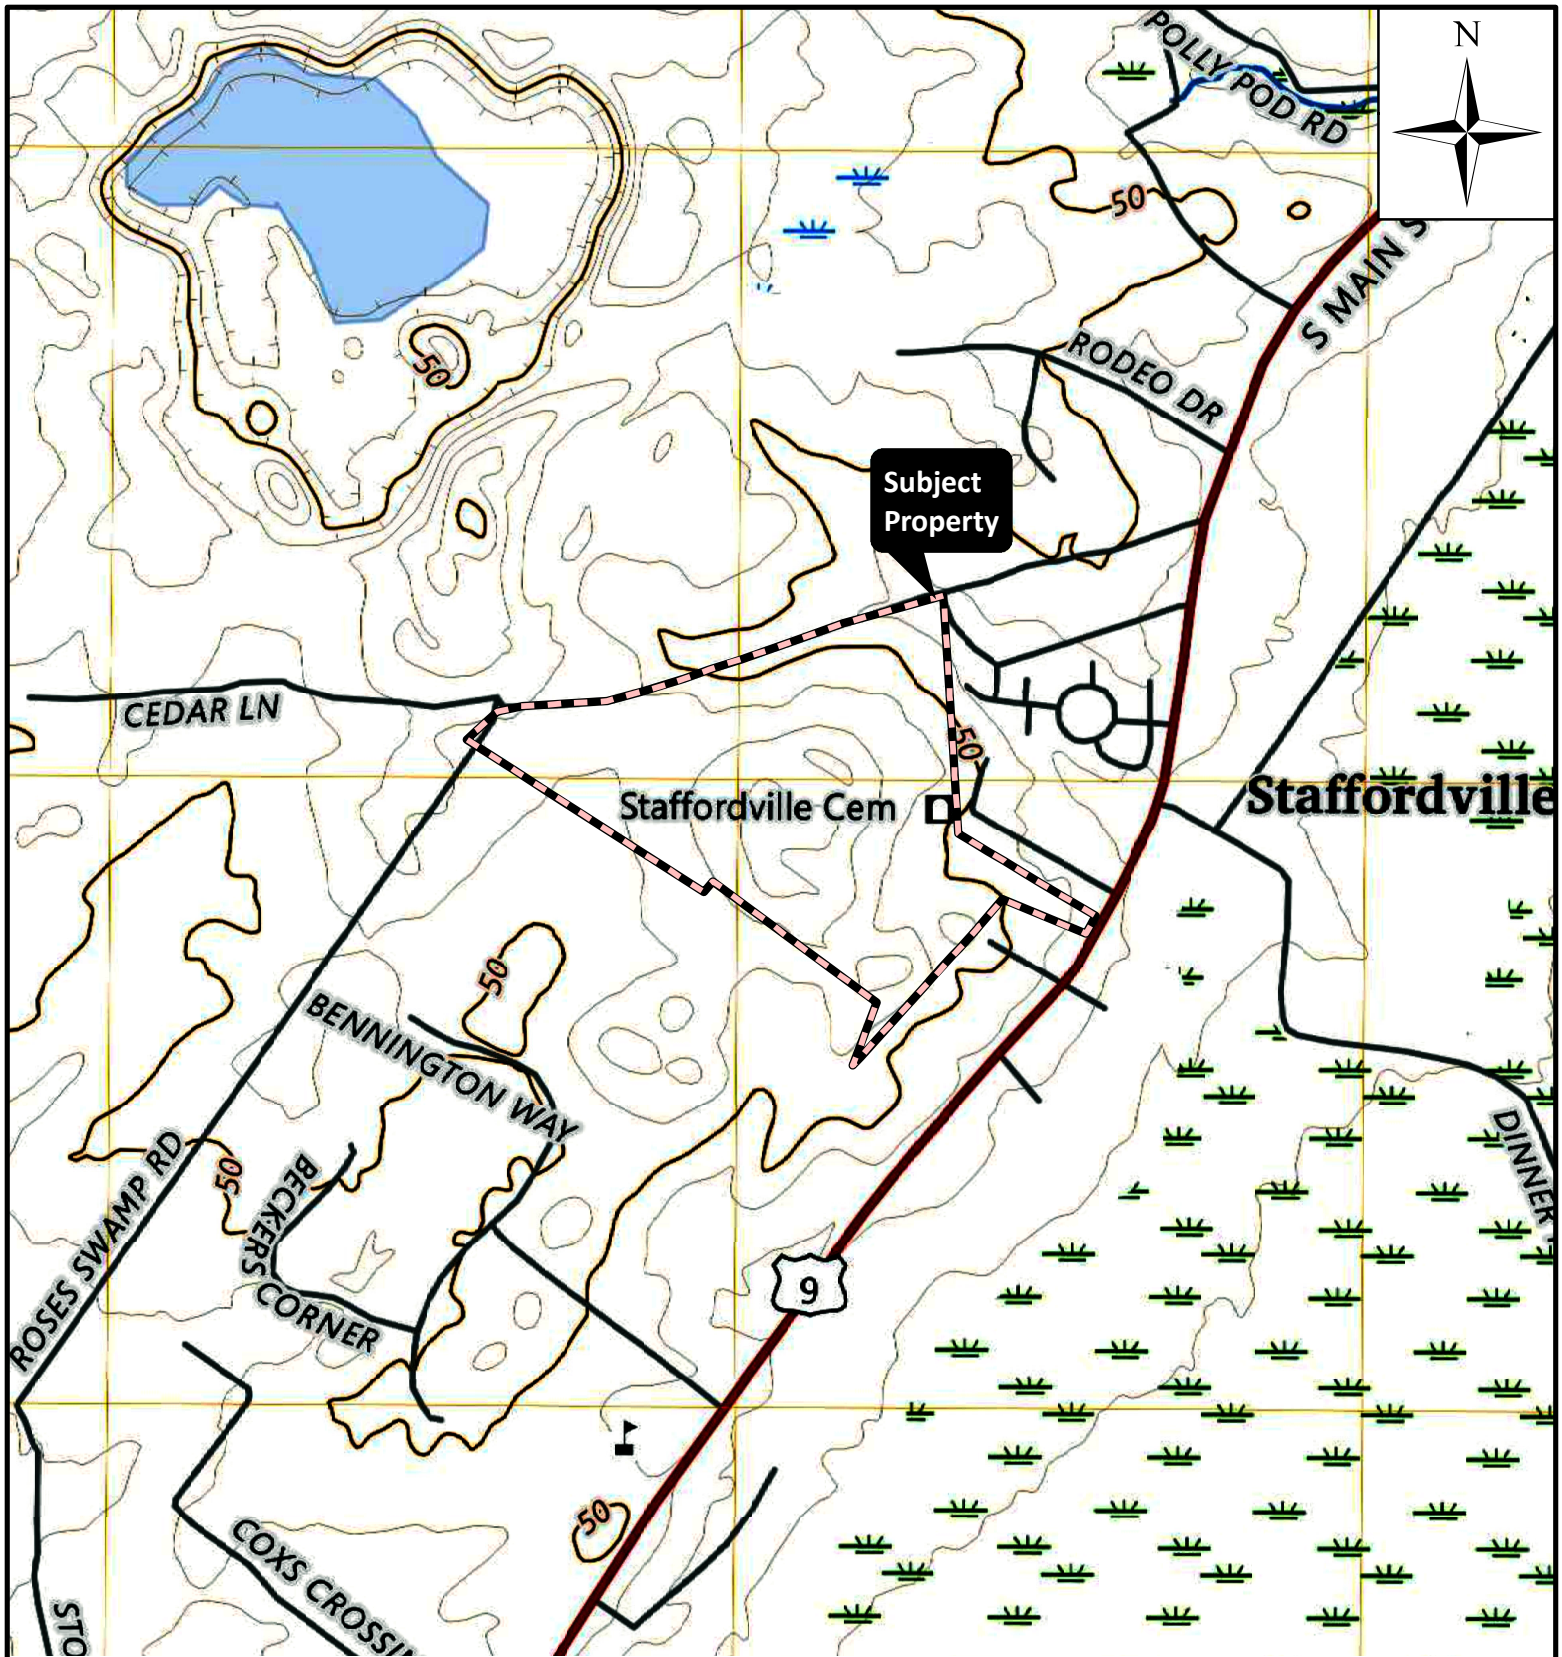 POLLY POD RD
N
50
S MAIN S
50
RODEO DR
Subject
Property
CEDAR LN
50
Staffordville Cem
Staffordville
50
BENNINGTON WAY
50
ROSES SWAMP RD
BECKERS CORNER
DINNER
9
50
COXS CROSSIN
STO